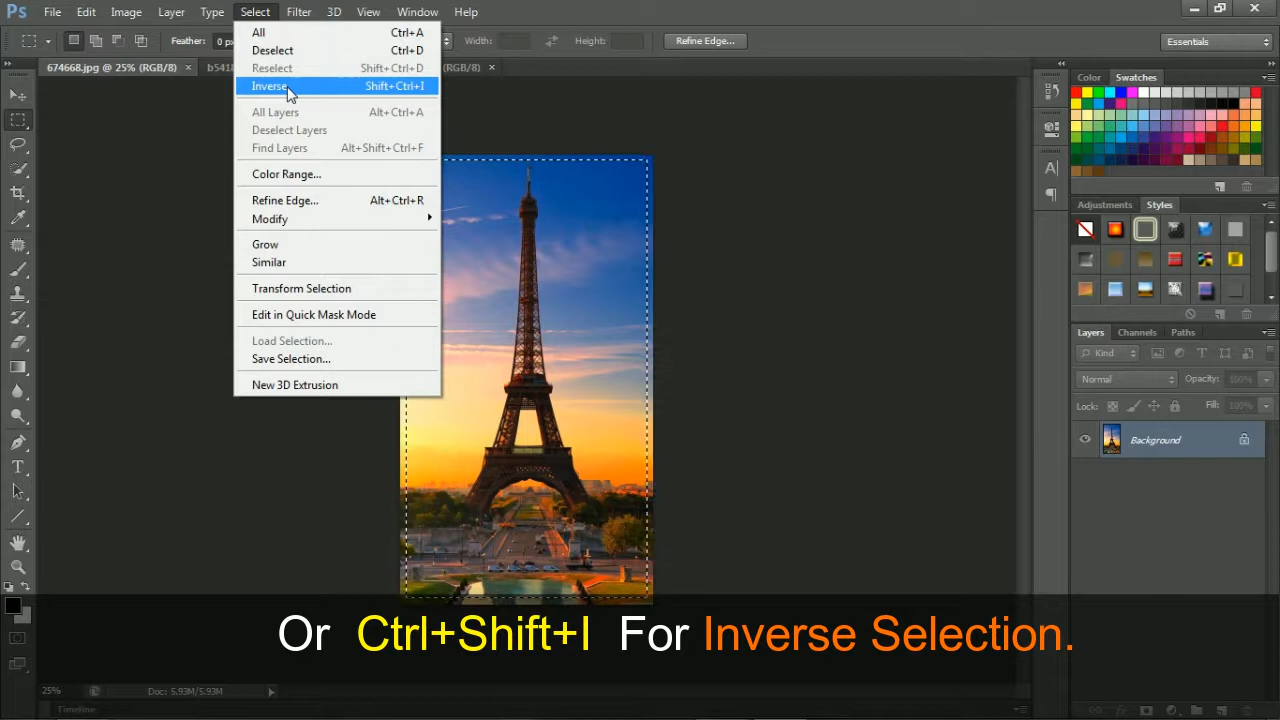 Ps File Edit Image Layer Type Select Filter 3D View Window Help
Feather: 0 px Width: Height: Refine Edge... Essentials
674668.jpg @ 25% (RGB/8) × b5418 (RGB/8) ×
All Ctrl+A
Deselect Ctrl+D
Reselect Shift+Ctrl+D
Inverse Shift+Ctrl+I
All Layers Alt+Ctrl+A
Deselect Layers
Find Layers Alt+Shift+Ctrl+F
Color Range...
Refine Edge... Alt+Ctrl+R
Modify
Grow
Similar
Transform Selection
Edit in Quick Mask Mode
Load Selection...
Save Selection...
New 3D Extrusion
Color Swatches
Adjustments Styles
Layers Channels Paths
Kind
Normal Opacity: 100%
Lock: Fill: 100%
Background
Or Ctrl+Shift+I For Inverse Selection.
25% Doc: 5.93M/5.93M
Timeline